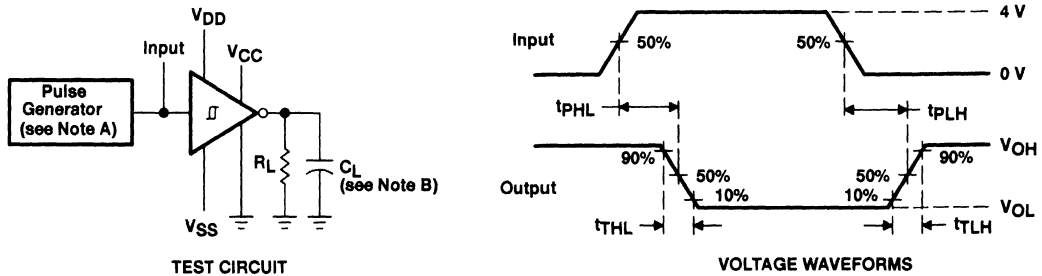 VDD
Input
VCC
Pulse
Generator
(see Note A)
RL
CL
(see Note B)
VSS
TEST CIRCUIT
Input
50%
50%
4 V
0 V
tPHL
tPLH
Output
90%
50%
10%
50%
10%
90%
VOH
VOL
tTHL
tTLH
VOLTAGE WAVEFORMS